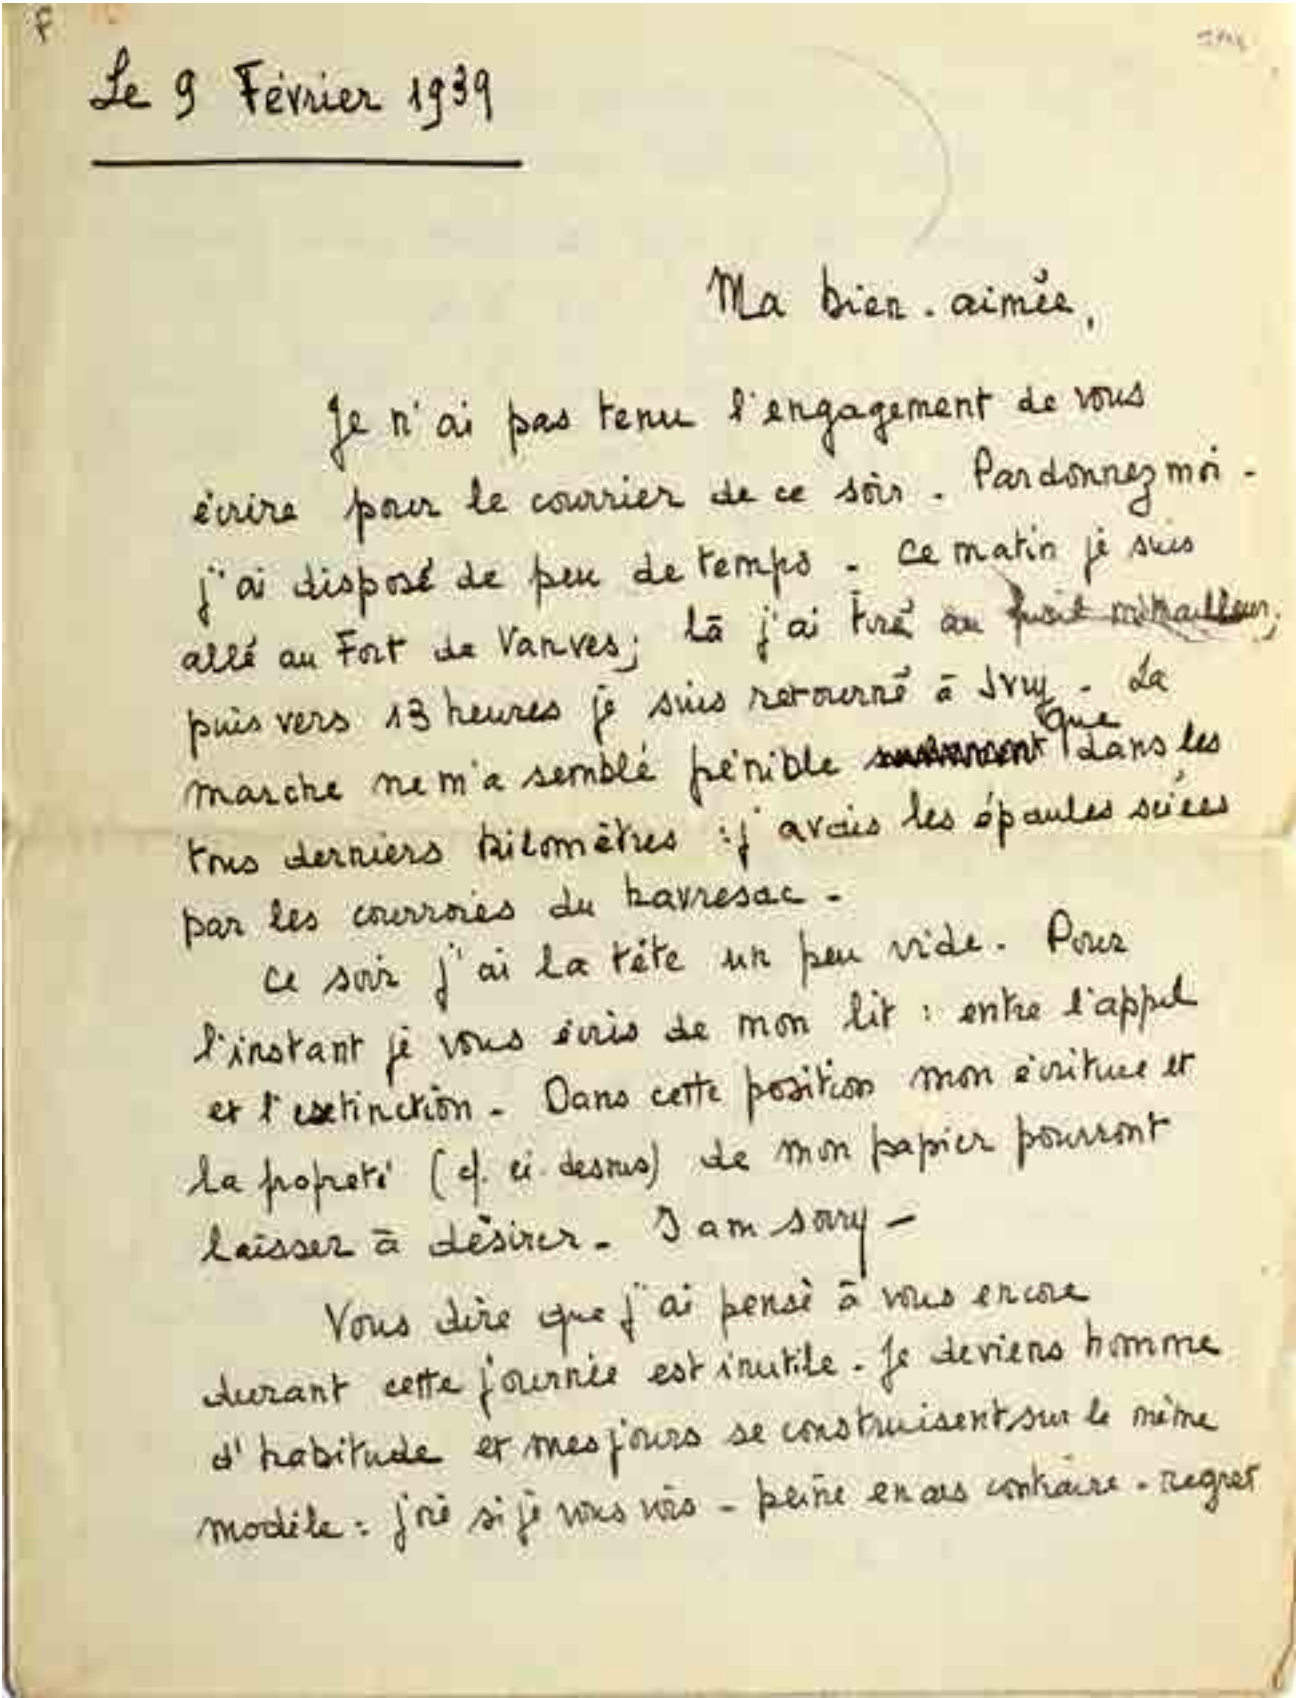 F
Le 9 Février 1939
Ma bien-aimée,
Je n'ai pas tenu l'engagement de vous
écrire pour le courrier de ce soir - Pardonnez moi -
j'ai disposé de peu de temps - Ce matin je suis
allé au Fort de Vanves; là j'ai tiré au fusil mitrailleur;
puis vers 13 heures je suis retourné à Ivry - La
marche ne m'a semblé pénible que dans les
tous derniers kilomètres : j'avais les épaules sciées
par les courroies du havresac -
Ce soir j'ai la tête un peu vide - Pour
l'instant je vous écris de mon lit : entre l'appel
et l'extinction - Dans cette position mon écriture et
la propreté (cf. ci-dessus) de mon papier pourront
laisser à désirer - I am sorry -
Vous dire que j'ai pensé à vous encore
durant cette journée est inutile - Je deviens homme
d'habitude et mes jours se construisent sur le même
modèle : joie si je vous vois - peine en cas contraire - regret